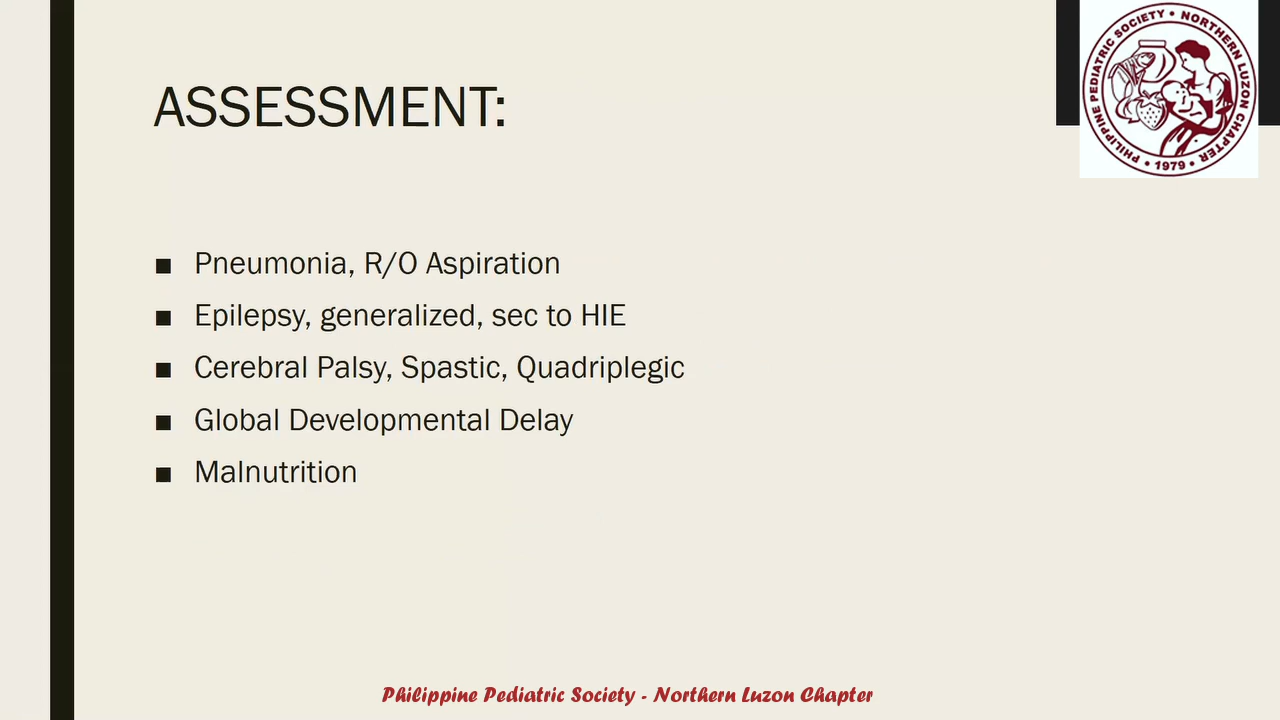 PHILIPPINE PEDIATRIC SOCIETY • NORTHERN LUZON CHAPTER • 1979 •
ASSESSMENT:
■ Pneumonia, R/O Aspiration
■ Epilepsy, generalized, sec to HIE
■ Cerebral Palsy, Spastic, Quadriplegic
■ Global Developmental Delay
■ Malnutrition
Philippine Pediatric Society - Northern Luzon Chapter